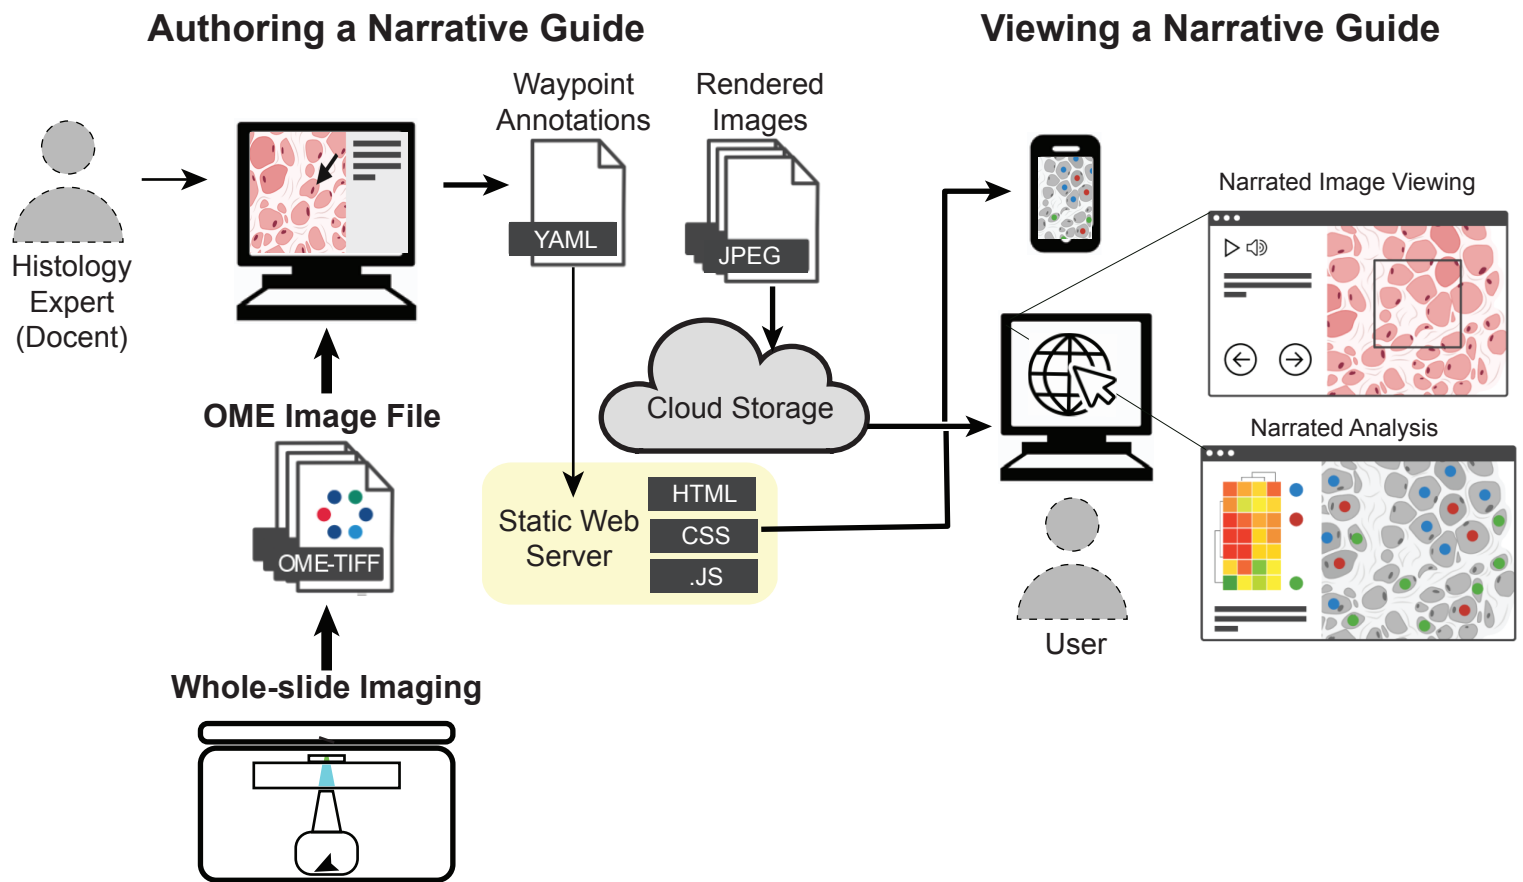 Authoring a Narrative Guide
Viewing a Narrative Guide
Histology
Expert
(Docent)
Waypoint
Annotations
YAML
Rendered
Images
JPEG
Cloud Storage
OME Image File
OME-TIFF
Whole-slide Imaging
Static Web
Server
HTML
CSS
.JS
User
Narrated Image Viewing
Narrated Analysis